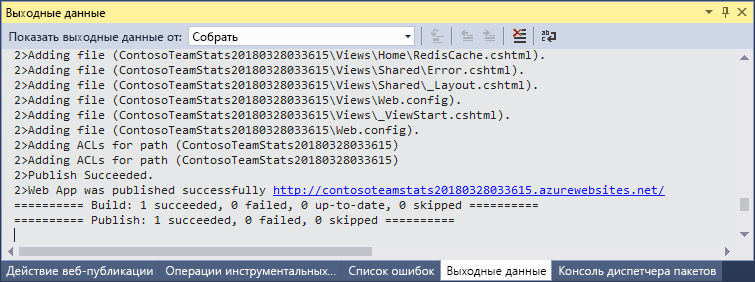 Выходные данные
Показать выходные данные от: Собрать
2>Adding file (ContosoTeamStats20180328033615\Views\Home\RedisCache.cshtml).
2>Adding file (ContosoTeamStats20180328033615\Views\Shared\Error.cshtml).
2>Adding file (ContosoTeamStats20180328033615\Views\Shared\_Layout.cshtml).
2>Adding file (ContosoTeamStats20180328033615\Views\Web.config).
2>Adding file (ContosoTeamStats20180328033615\Views\_ViewStart.cshtml).
2>Adding file (ContosoTeamStats20180328033615\Web.config).
2>Adding ACLs for path (ContosoTeamStats20180328033615)
2>Adding ACLs for path (ContosoTeamStats20180328033615)
2>Publish Succeeded.
2>Web App was published successfully http://contosoteamstats20180328033615.azurewebsites.net/
========== Build: 1 succeeded, 0 failed, 0 up-to-date, 0 skipped ==========
========== Publish: 1 succeeded, 0 failed, 0 skipped ==========
Действие веб-публикации Операции инструментальных... Список ошибок Выходные данные Консоль диспетчера пакетов